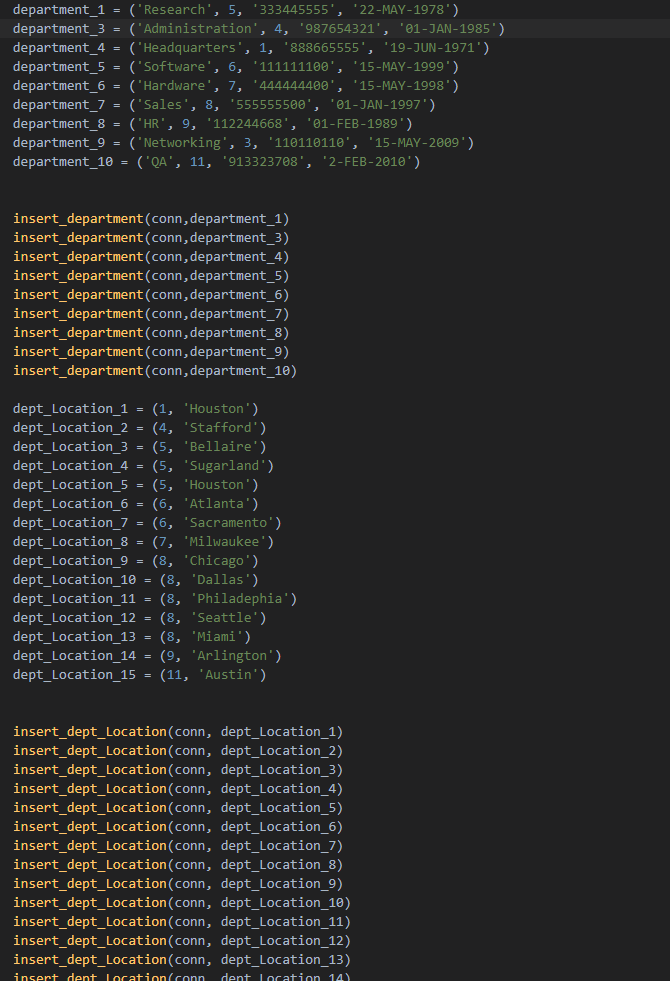 department_1 = ('Research', 5, '333445555', '22-MAY-1978')
department_3 = ('Administration', 4, '987654321', '01-JAN-1985')
department_4 = ('Headquarters', 1, '888665555', '19-JUN-1971')
department_5 = ('Software', 6, '111111100', '15-MAY-1999')
department_6 = ('Hardware', 7, '444444400', '15-MAY-1998')
department_7 = ('Sales', 8, '555555500', '01-JAN-1997')
department_8 = ('HR', 9, '112244668', '01-FEB-1989')
department_9 = ('Networking', 3, '110110110', '15-MAY-2009')
department_10 = ('QA', 11, '913323708', '2-FEB-2010')
insert_department(conn,department_1)
insert_department(conn,department_3)
insert_department(conn,department_4)
insert_department(conn,department_5)
insert_department(conn,department_6)
insert_department(conn,department_7)
insert_department(conn,department_8)
insert_department(conn,department_9)
insert_department(conn,department_10)
dept_Location_1 = (1, 'Houston')
dept_Location_2 = (4, 'Stafford')
dept_Location_3 = (5, 'Bellaire')
dept_Location_4 = (5, 'Sugarland')
dept_Location_5 = (5, 'Houston')
dept_Location_6 = (6, 'Atlanta')
dept_Location_7 = (6, 'Sacramento')
dept_Location_8 = (7, 'Milwaukee')
dept_Location_9 = (8, 'Chicago')
dept_Location_10 = (8, 'Dallas')
dept_Location_11 = (8, 'Philadephia')
dept_Location_12 = (8, 'Seattle')
dept_Location_13 = (8, 'Miami')
dept_Location_14 = (9, 'Arlington')
dept_Location_15 = (11, 'Austin')
insert_dept_Location(conn, dept_Location_1)
insert_dept_Location(conn, dept_Location_2)
insert_dept_Location(conn, dept_Location_3)
insert_dept_Location(conn, dept_Location_4)
insert_dept_Location(conn, dept_Location_5)
insert_dept_Location(conn, dept_Location_6)
insert_dept_Location(conn, dept_Location_7)
insert_dept_Location(conn, dept_Location_8)
insert_dept_Location(conn, dept_Location_9)
insert_dept_Location(conn, dept_Location_10)
insert_dept_Location(conn, dept_Location_11)
insert_dept_Location(conn, dept_Location_12)
insert_dept_Location(conn, dept_Location_13)
insert_dept_Location(conn, dept_Location_14)